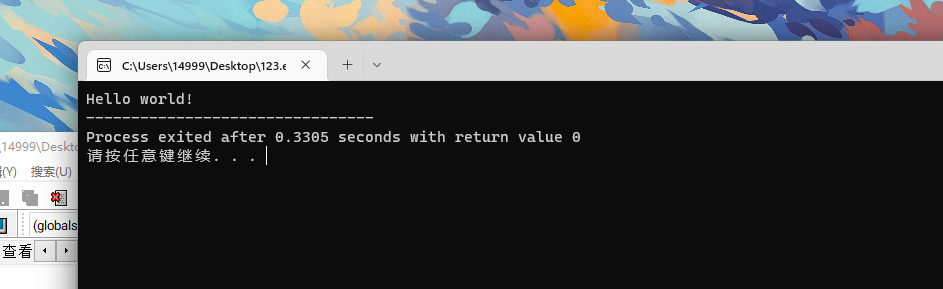 C:\Users\14999\Desktop\123.e
Hello world!
--------------------------------
Process exited after 0.3305 seconds with return value 0
请按任意键继续. . .
\14999\Deskto
(Y) 搜索(U)
(globals
查看